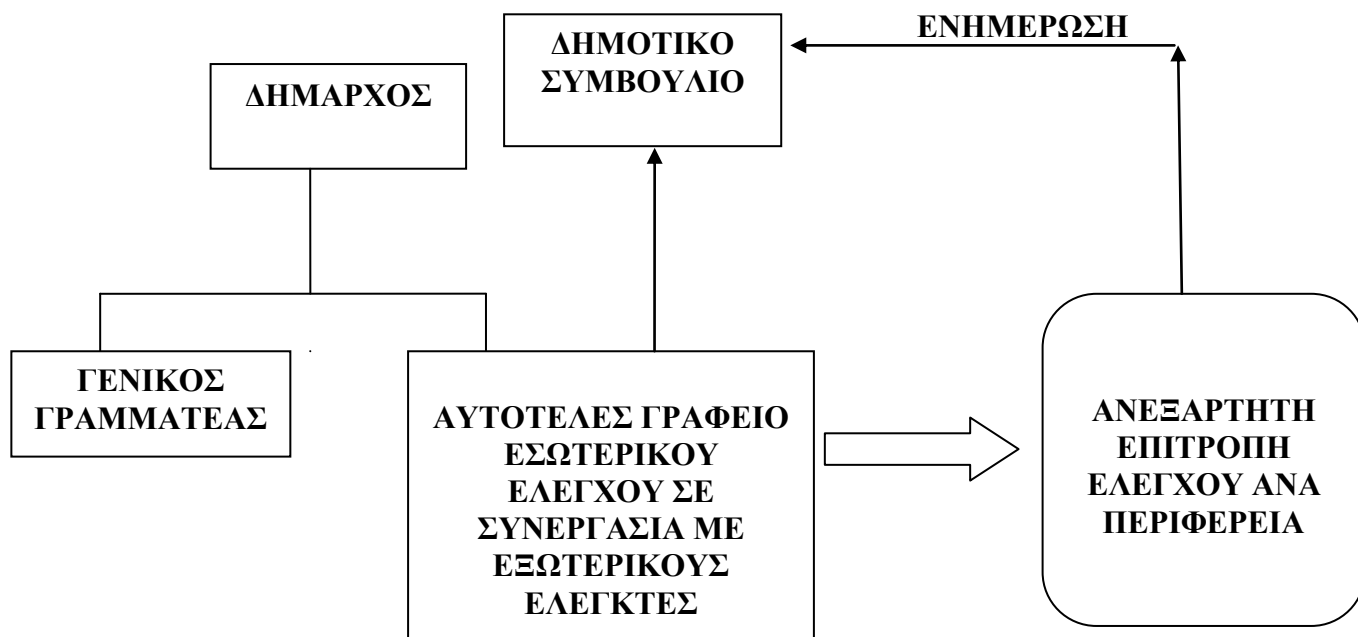 ΔΗΜΟΤΙΚΟ
ΣΥΜΒΟΥΛΙΟ
ΕΝΗΜΕΡΩΣΗ
ΔΗΜΑΡΧΟΣ
ΓΕΝΙΚΟΣ
ΓΡΑΜΜΑΤΕΑΣ
ΑΥΤΟΤΕΛΕΣ ΓΡΑΦΕΙΟ
ΕΣΩΤΕΡΙΚΟΥ
ΕΛΕΓΧΟΥ ΣΕ
ΣΥΝΕΡΓΑΣΙΑ ΜΕ
ΕΞΩΤΕΡΙΚΟΥΣ
ΕΛΕΓΚΤΕΣ
ΑΝΕΞΑΡΤΗΤΗ
ΕΠΙΤΡΟΠΗ
ΕΛΕΓΧΟΥ ΑΝΑ
ΠΕΡΙΦΕΡΕΙΑ